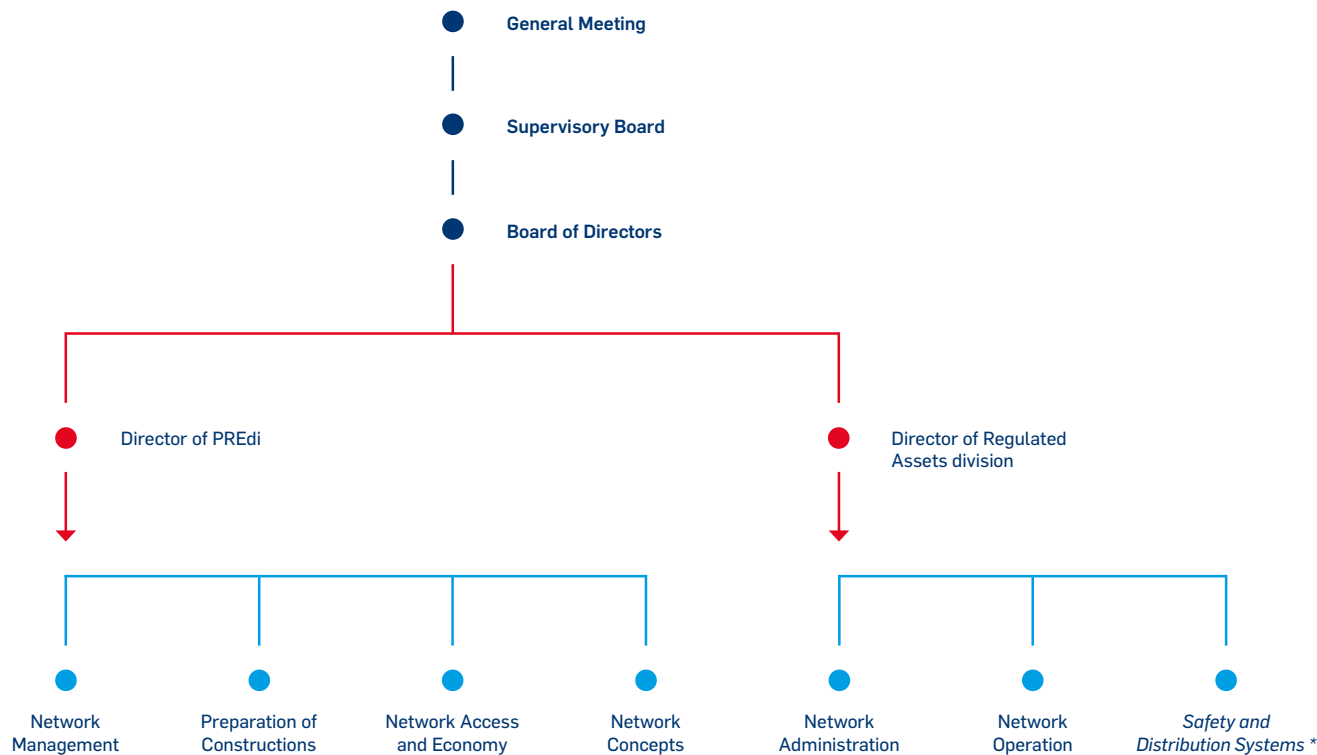 General Meeting
Supervisory Board
Board of Directors
Director of PREdi
Director of Regulated
Assets division
Network
Management
Preparation of
Constructions
Network Access
and Economy
Network
Concepts
Network
Administration
Network
Operation
Safety and
Distribution Systems *